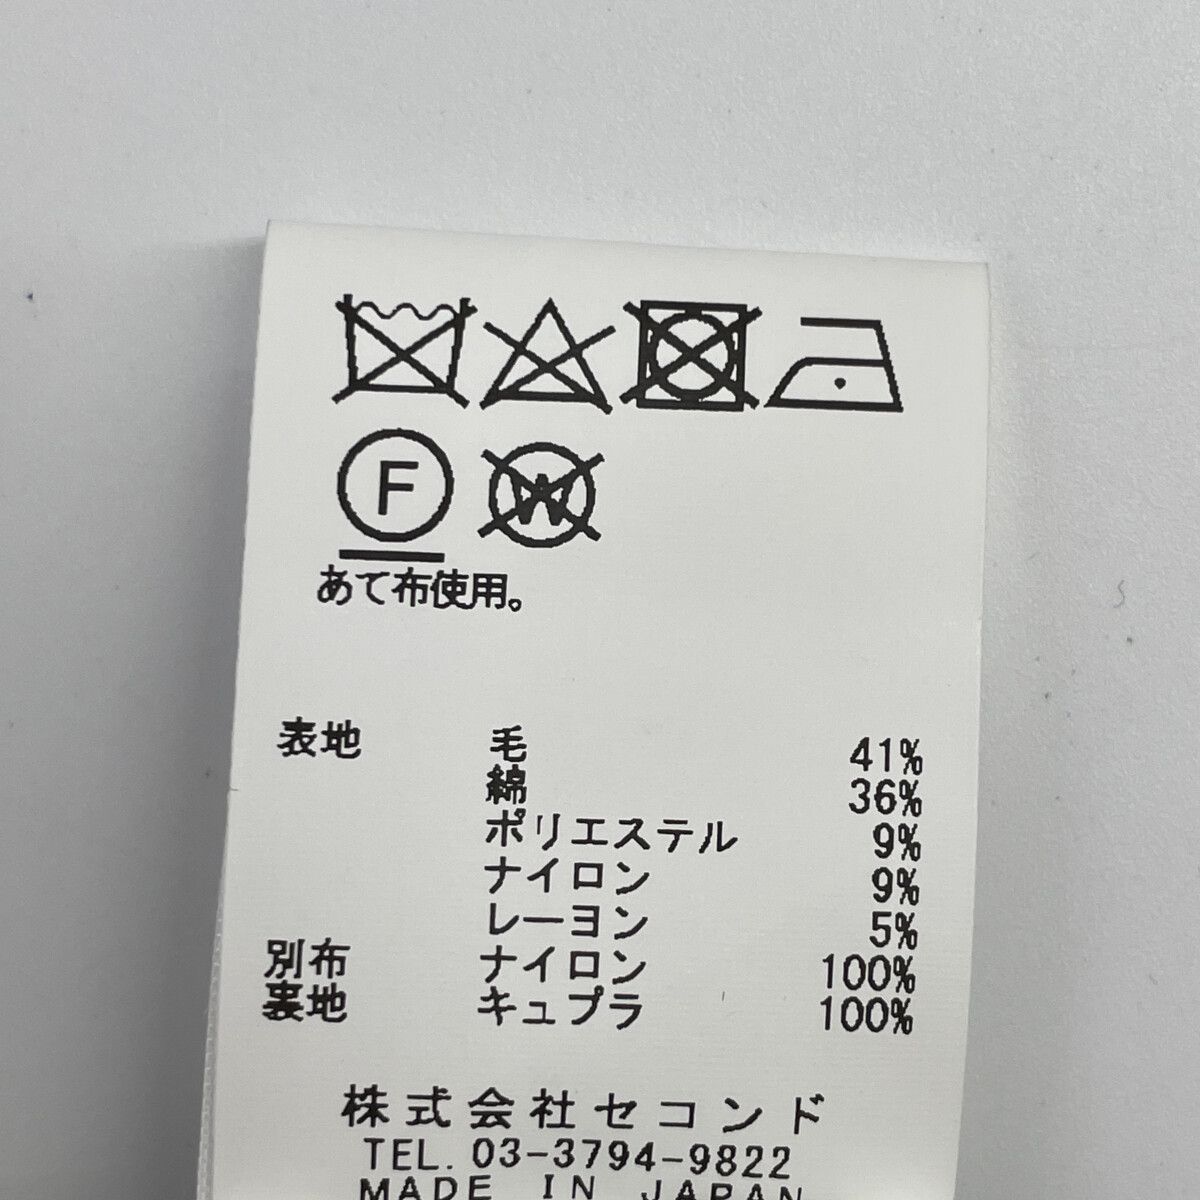 F W
あて布使用。
表地 毛 41%
綿 36%
ポリエステル 9%
ナイロン 9%
レーヨン 5%
別布 ナイロン 100%
裏地 キュプラ 100%
株式会社セコンド
TEL. 03-3794-9822
MADE IN JAPAN